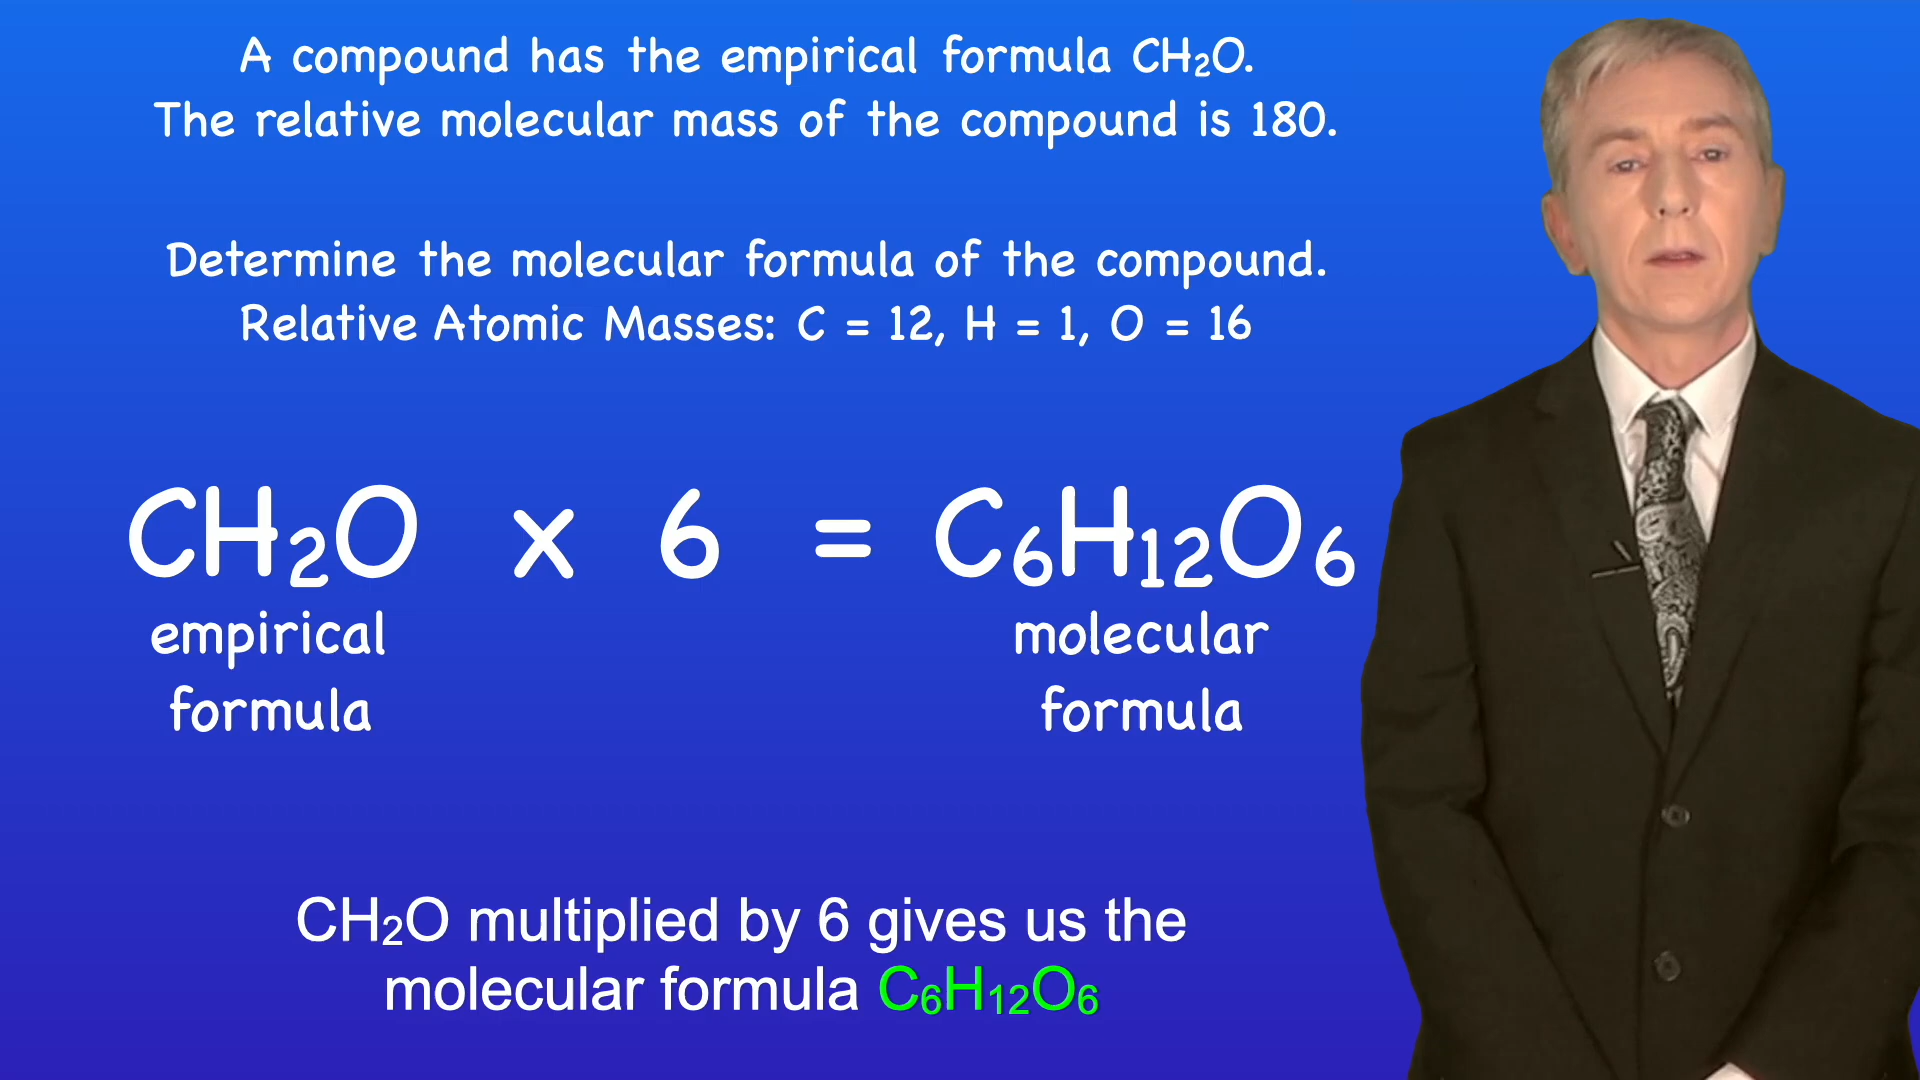 A compound has the empirical formula CH₂O.
The relative molecular mass of the compound is 180.
Determine the molecular formula of the compound.
Relative Atomic Masses: C = 12, H = 1, O = 16
CH₂O x 6 = C₆H₁₂O₆
empirical molecular
formula formula
CH₂O multiplied by 6 gives us the
molecular formula C₆H₁₂O₆